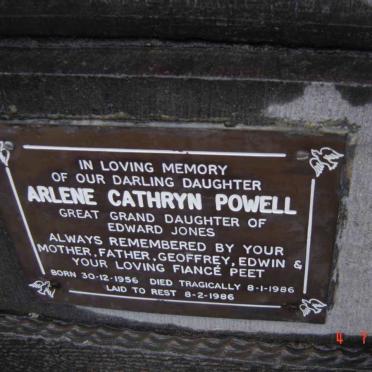 IN LOVING MEMORY
OF OUR DARLING DAUGHTER
ARLENE CATHRYN POWELL
GREAT GRAND DAUGHTER OF
EDWARD JONES
ALWAYS REMEMBERED BY YOUR
MOTHER, FATHER, GEOFFREY, EDWIN &
YOUR LOVING FIANCÉ PEET
BORN 30-12-1956 DIED TRAGICALLY 8-1-1986
LAID TO REST 8-2-1986
4 7